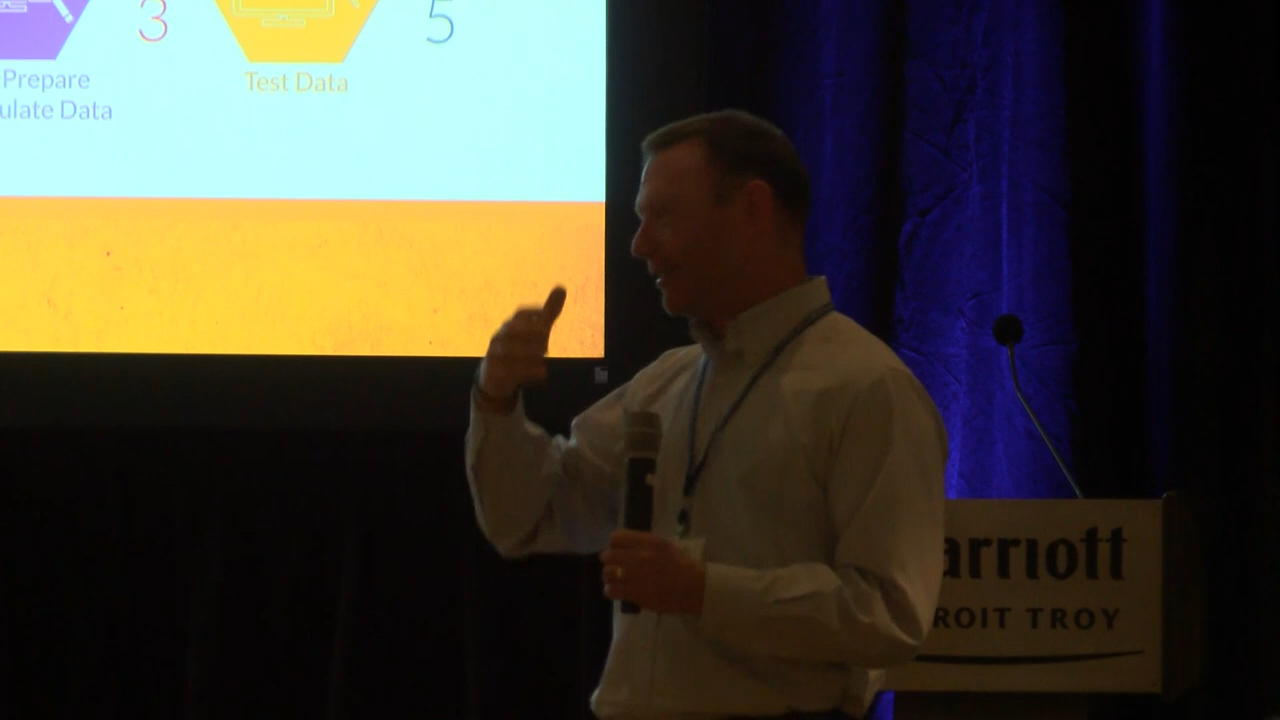 3
5
Prepare
ulate Data
Test Data
arriott
ROIT TROY